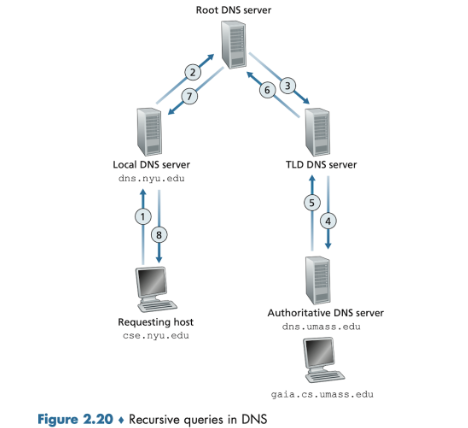 Root DNS server
2
7
6
3
Local DNS server
dns.nyu.edu
TLD DNS server
1
8
5
4
Requesting host
cse.nyu.edu
Authoritative DNS server
dns.umass.edu
gaia.cs.umass.edu
Figure 2.20 ♦ Recursive queries in DNS